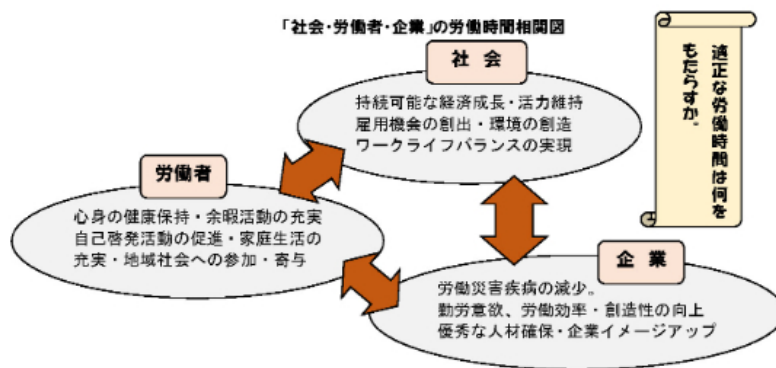 「社会・労働者・企業」の労働時間相関図
適正な労働時間は何を
もたらすか。
社 会
持続可能な経済成長・活力維持
雇用機会の創出・環境の創造
ワークライフバランスの実現
労働者
心身の健康保持・余暇活動の充実
自己啓発活動の促進・家庭生活の
充実・地域社会への参加・寄与
企 業
労働災害疾病の減少。
勤労意欲、労働効率・創造性の向上
優秀な人材確保・企業イメージアップ